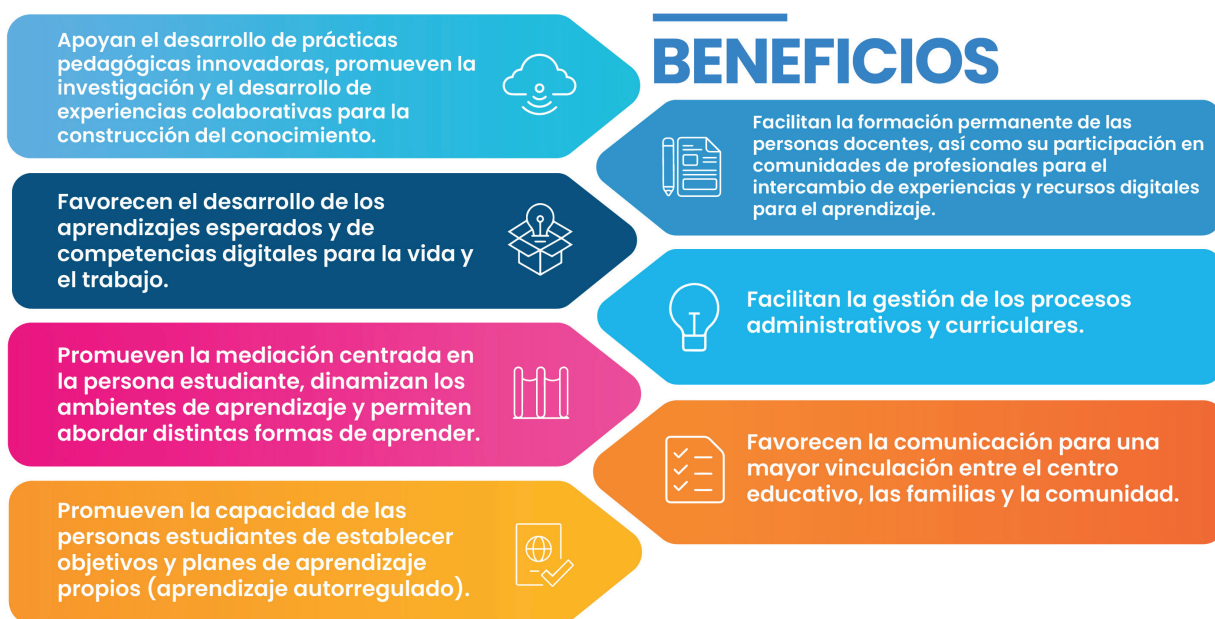 BENEFICIOS
Apoyan el desarrollo de prácticas
pedagógicas innovadoras, promueven la
investigación y el desarrollo de
experiencias colaborativas para la
construcción del conocimiento.
Favorecen el desarrollo de los
aprendizajes esperados y de
competencias digitales para la vida y
el trabajo.
Promueven la mediación centrada en
la persona estudiante, dinamizan los
ambientes de aprendizaje y permiten
abordar distintas formas de aprender.
Promueven la capacidad de las
personas estudiantes de establecer
objetivos y planes de aprendizaje
propios (aprendizaje autorregulado).
Facilitan la formación permanente de las
personas docentes, así como su participación en
comunidades de profesionales para el
intercambio de experiencias y recursos digitales
para el aprendizaje.
Facilitan la gestión de los procesos
administrativos y curriculares.
Favorecen la comunicación para una
mayor vinculación entre el centro
educativo, las familias y la comunidad.